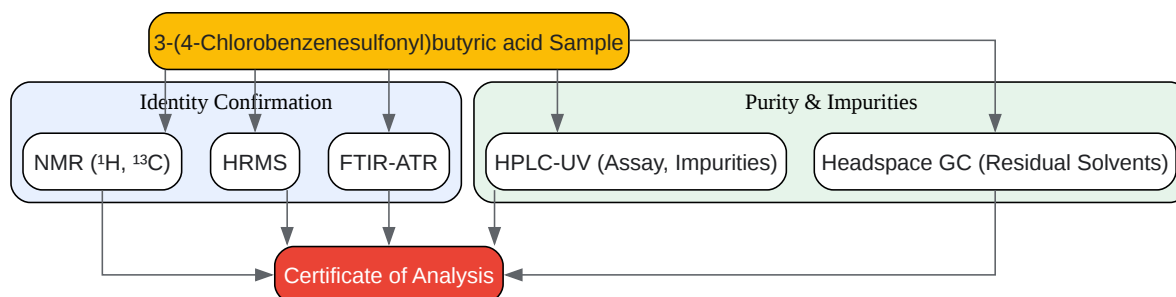 3-(4-Chlorobenzenesulfonyl)butyric acid Sample
Identity Confirmation
Purity & Impurities
NMR (¹H, ¹³C)
HRMS
FTIR-ATR
HPLC-UV (Assay, Impurities)
Headspace GC (Residual Solvents)
Certificate of Analysis